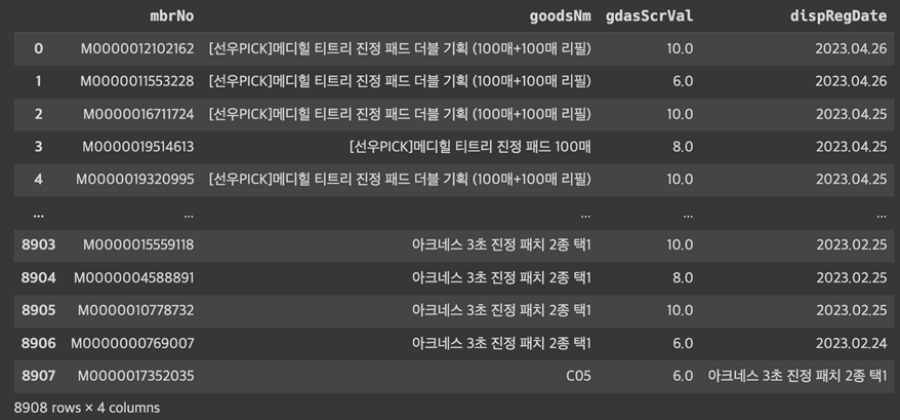 mbrNo goodsNm gdasScrVal dispRegDate
0 M0000012102162 [선우PICK]메디힐 티트리 진정 패드 더블 기획 (100매+100매 리필) 10.0 2023.04.26
1 M0000011553228 [선우PICK]메디힐 티트리 진정 패드 더블 기획 (100매+100매 리필) 6.0 2023.04.26
2 M0000016711724 [선우PICK]메디힐 티트리 진정 패드 더블 기획 (100매+100매 리필) 10.0 2023.04.25
3 M0000019514613 [선우PICK]메디힐 티트리 진정 패드 100매 8.0 2023.04.25
4 M0000019320995 [선우PICK]메디힐 티트리 진정 패드 더블 기획 (100매+100매 리필) 10.0 2023.04.25
... ... ... ... ...
8903 M0000015559118 아크네스 3초 진정 패치 2종 택1 10.0 2023.02.25
8904 M0000004588891 아크네스 3초 진정 패치 2종 택1 8.0 2023.02.25
8905 M0000010778732 아크네스 3초 진정 패치 2종 택1 10.0 2023.02.25
8906 M0000000769007 아크네스 3초 진정 패치 2종 택1 6.0 2023.02.24
8907 M0000017352035 C05 6.0 아크네스 3초 진정 패치 2종 택1
8908 rows × 4 columns